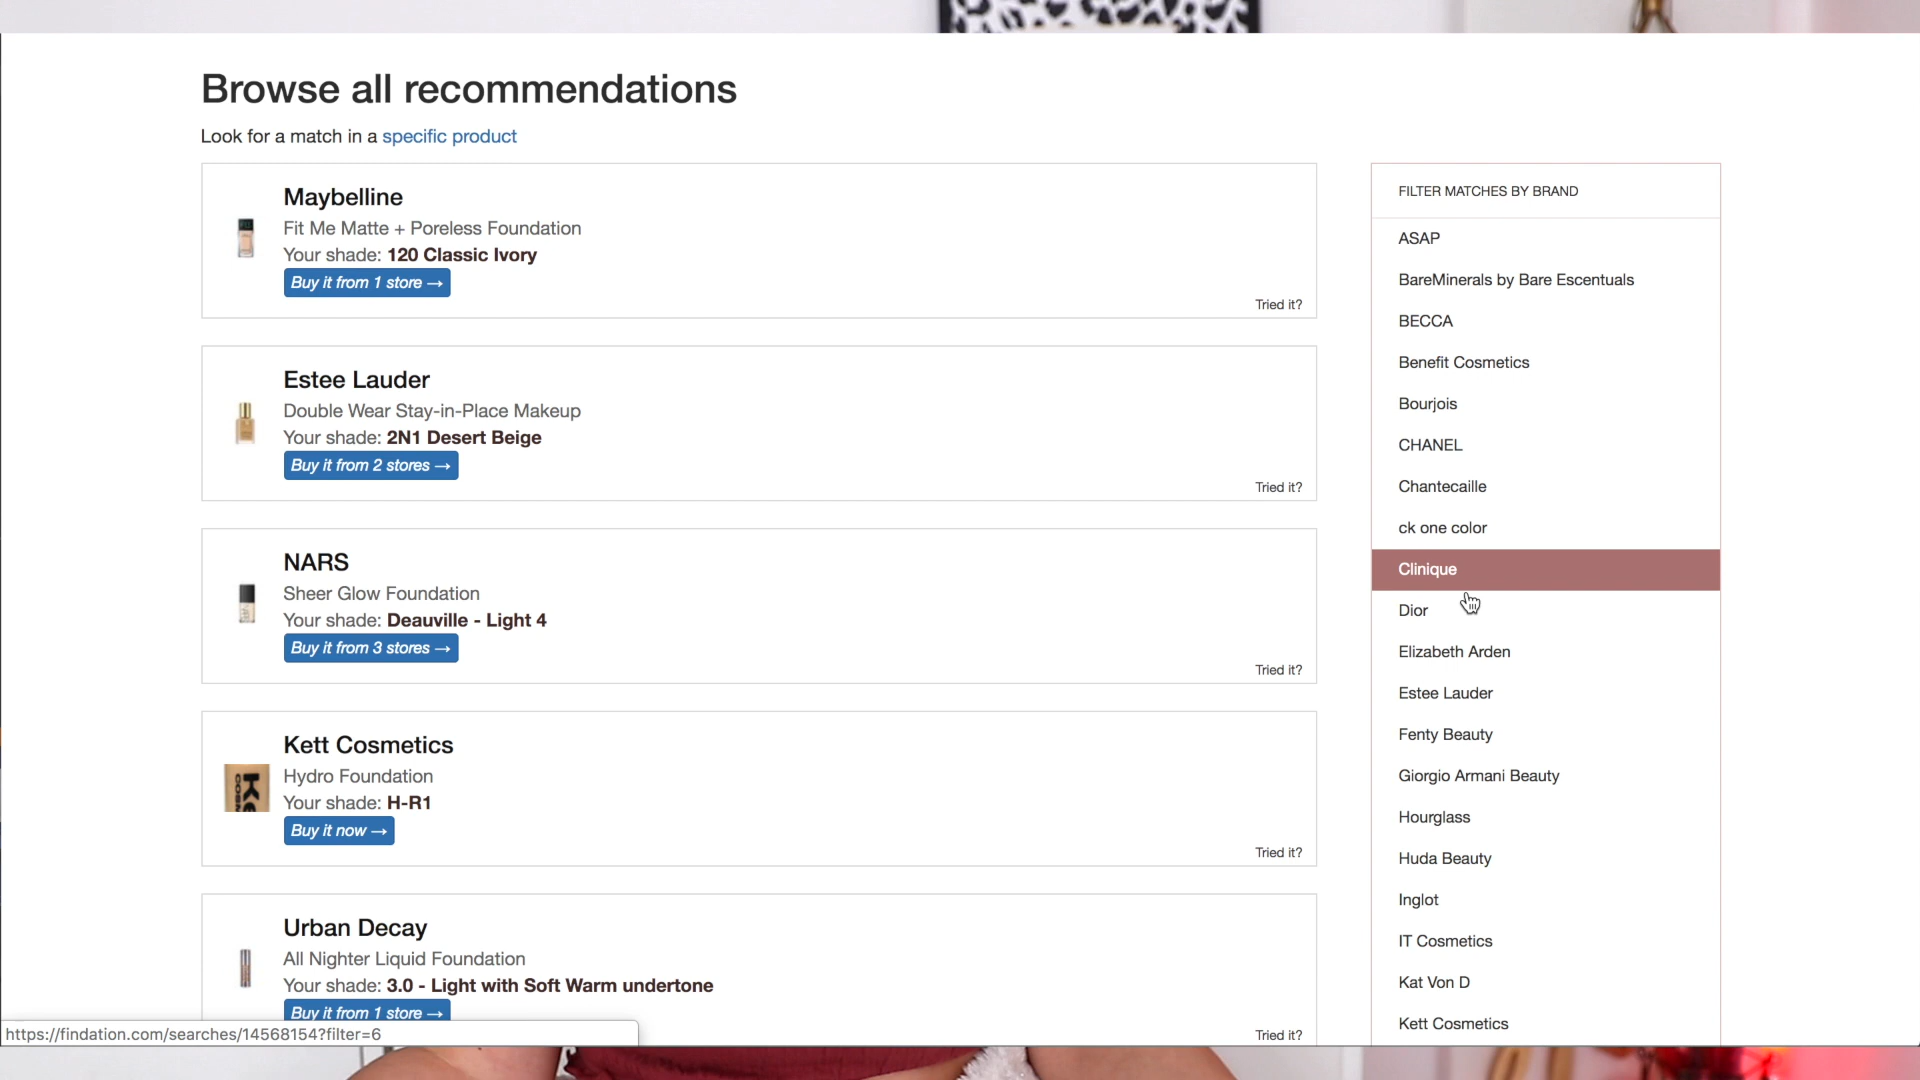 Browse all recommendations
Look for a match in a specific product
Maybelline
Fit Me Matte + Poreless Foundation
Your shade: 120 Classic Ivory
Buy it from 1 store →
Tried it?
Estee Lauder
Double Wear Stay-in-Place Makeup
Your shade: 2N1 Desert Beige
Buy it from 2 stores →
Tried it?
NARS
Sheer Glow Foundation
Your shade: Deauville - Light 4
Buy it from 3 stores →
Tried it?
Kett Cosmetics
Hydro Foundation
Your shade: H-R1
Buy it now →
Tried it?
Urban Decay
All Nighter Liquid Foundation
Your shade: 3.0 - Light with Soft Warm undertone
Buy it from 1 store →
Tried it?
FILTER MATCHES BY BRAND
ASAP
BareMinerals by Bare Escentuals
BECCA
Benefit Cosmetics
Bourjois
CHANEL
Chantecaille
ck one color
Clinique
Dior
Elizabeth Arden
Estee Lauder
Fenty Beauty
Giorgio Armani Beauty
Hourglass
Huda Beauty
Inglot
IT Cosmetics
Kat Von D
Kett Cosmetics
https://findation.com/searches/14568154?filter=6